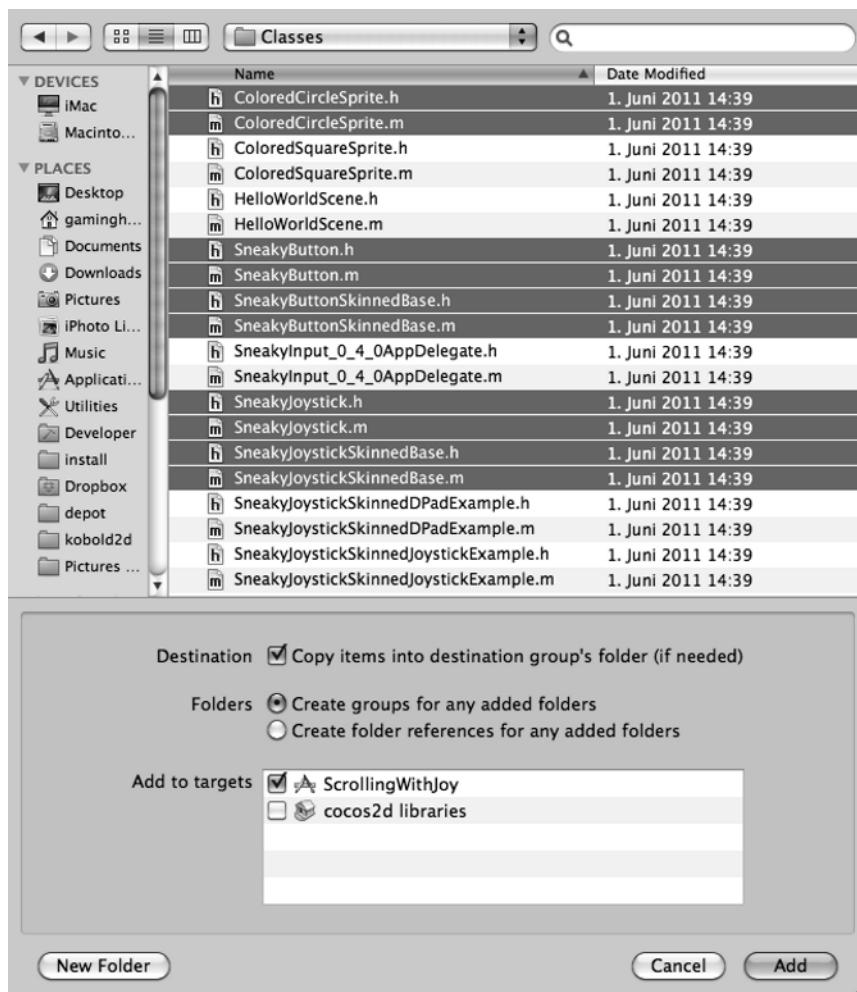 Classes
Name Date Modified
DEVICES
iMac
Macinto...
PLACES
Desktop
gamingh...
Documents
Downloads
Pictures
iPhoto Li...
Music
Applicati...
Utilities
Developer
install
Dropbox
depot
kobold2d
Pictures ...
h ColoredCircleSprite.h 1. Juni 2011 14:39
m ColoredCircleSprite.m 1. Juni 2011 14:39
h ColoredSquareSprite.h 1. Juni 2011 14:39
m ColoredSquareSprite.m 1. Juni 2011 14:39
h HelloWorldScene.h 1. Juni 2011 14:39
m HelloWorldScene.m 1. Juni 2011 14:39
h SneakyButton.h 1. Juni 2011 14:39
m SneakyButton.m 1. Juni 2011 14:39
h SneakyButtonSkinnedBase.h 1. Juni 2011 14:39
m SneakyButtonSkinnedBase.m 1. Juni 2011 14:39
h SneakyInput_0_4_0AppDelegate.h 1. Juni 2011 14:39
m SneakyInput_0_4_0AppDelegate.m 1. Juni 2011 14:39
h SneakyJoystick.h 1. Juni 2011 14:39
m SneakyJoystick.m 1. Juni 2011 14:39
h SneakyJoystickSkinnedBase.h 1. Juni 2011 14:39
m SneakyJoystickSkinnedBase.m 1. Juni 2011 14:39
h SneakyJoystickSkinnedDPadExample.h 1. Juni 2011 14:39
m SneakyJoystickSkinnedDPadExample.m 1. Juni 2011 14:39
h SneakyJoystickSkinnedJoystickExample.h 1. Juni 2011 14:39
m SneakyJoystickSkinnedJoystickExample.m 1. Juni 2011 14:39
Destination Copy items into destination group's folder (if needed)
Folders Create groups for any added folders
Create folder references for any added folders
Add to targets ScrollingWithJoy
cocos2d libraries
New Folder Cancel Add